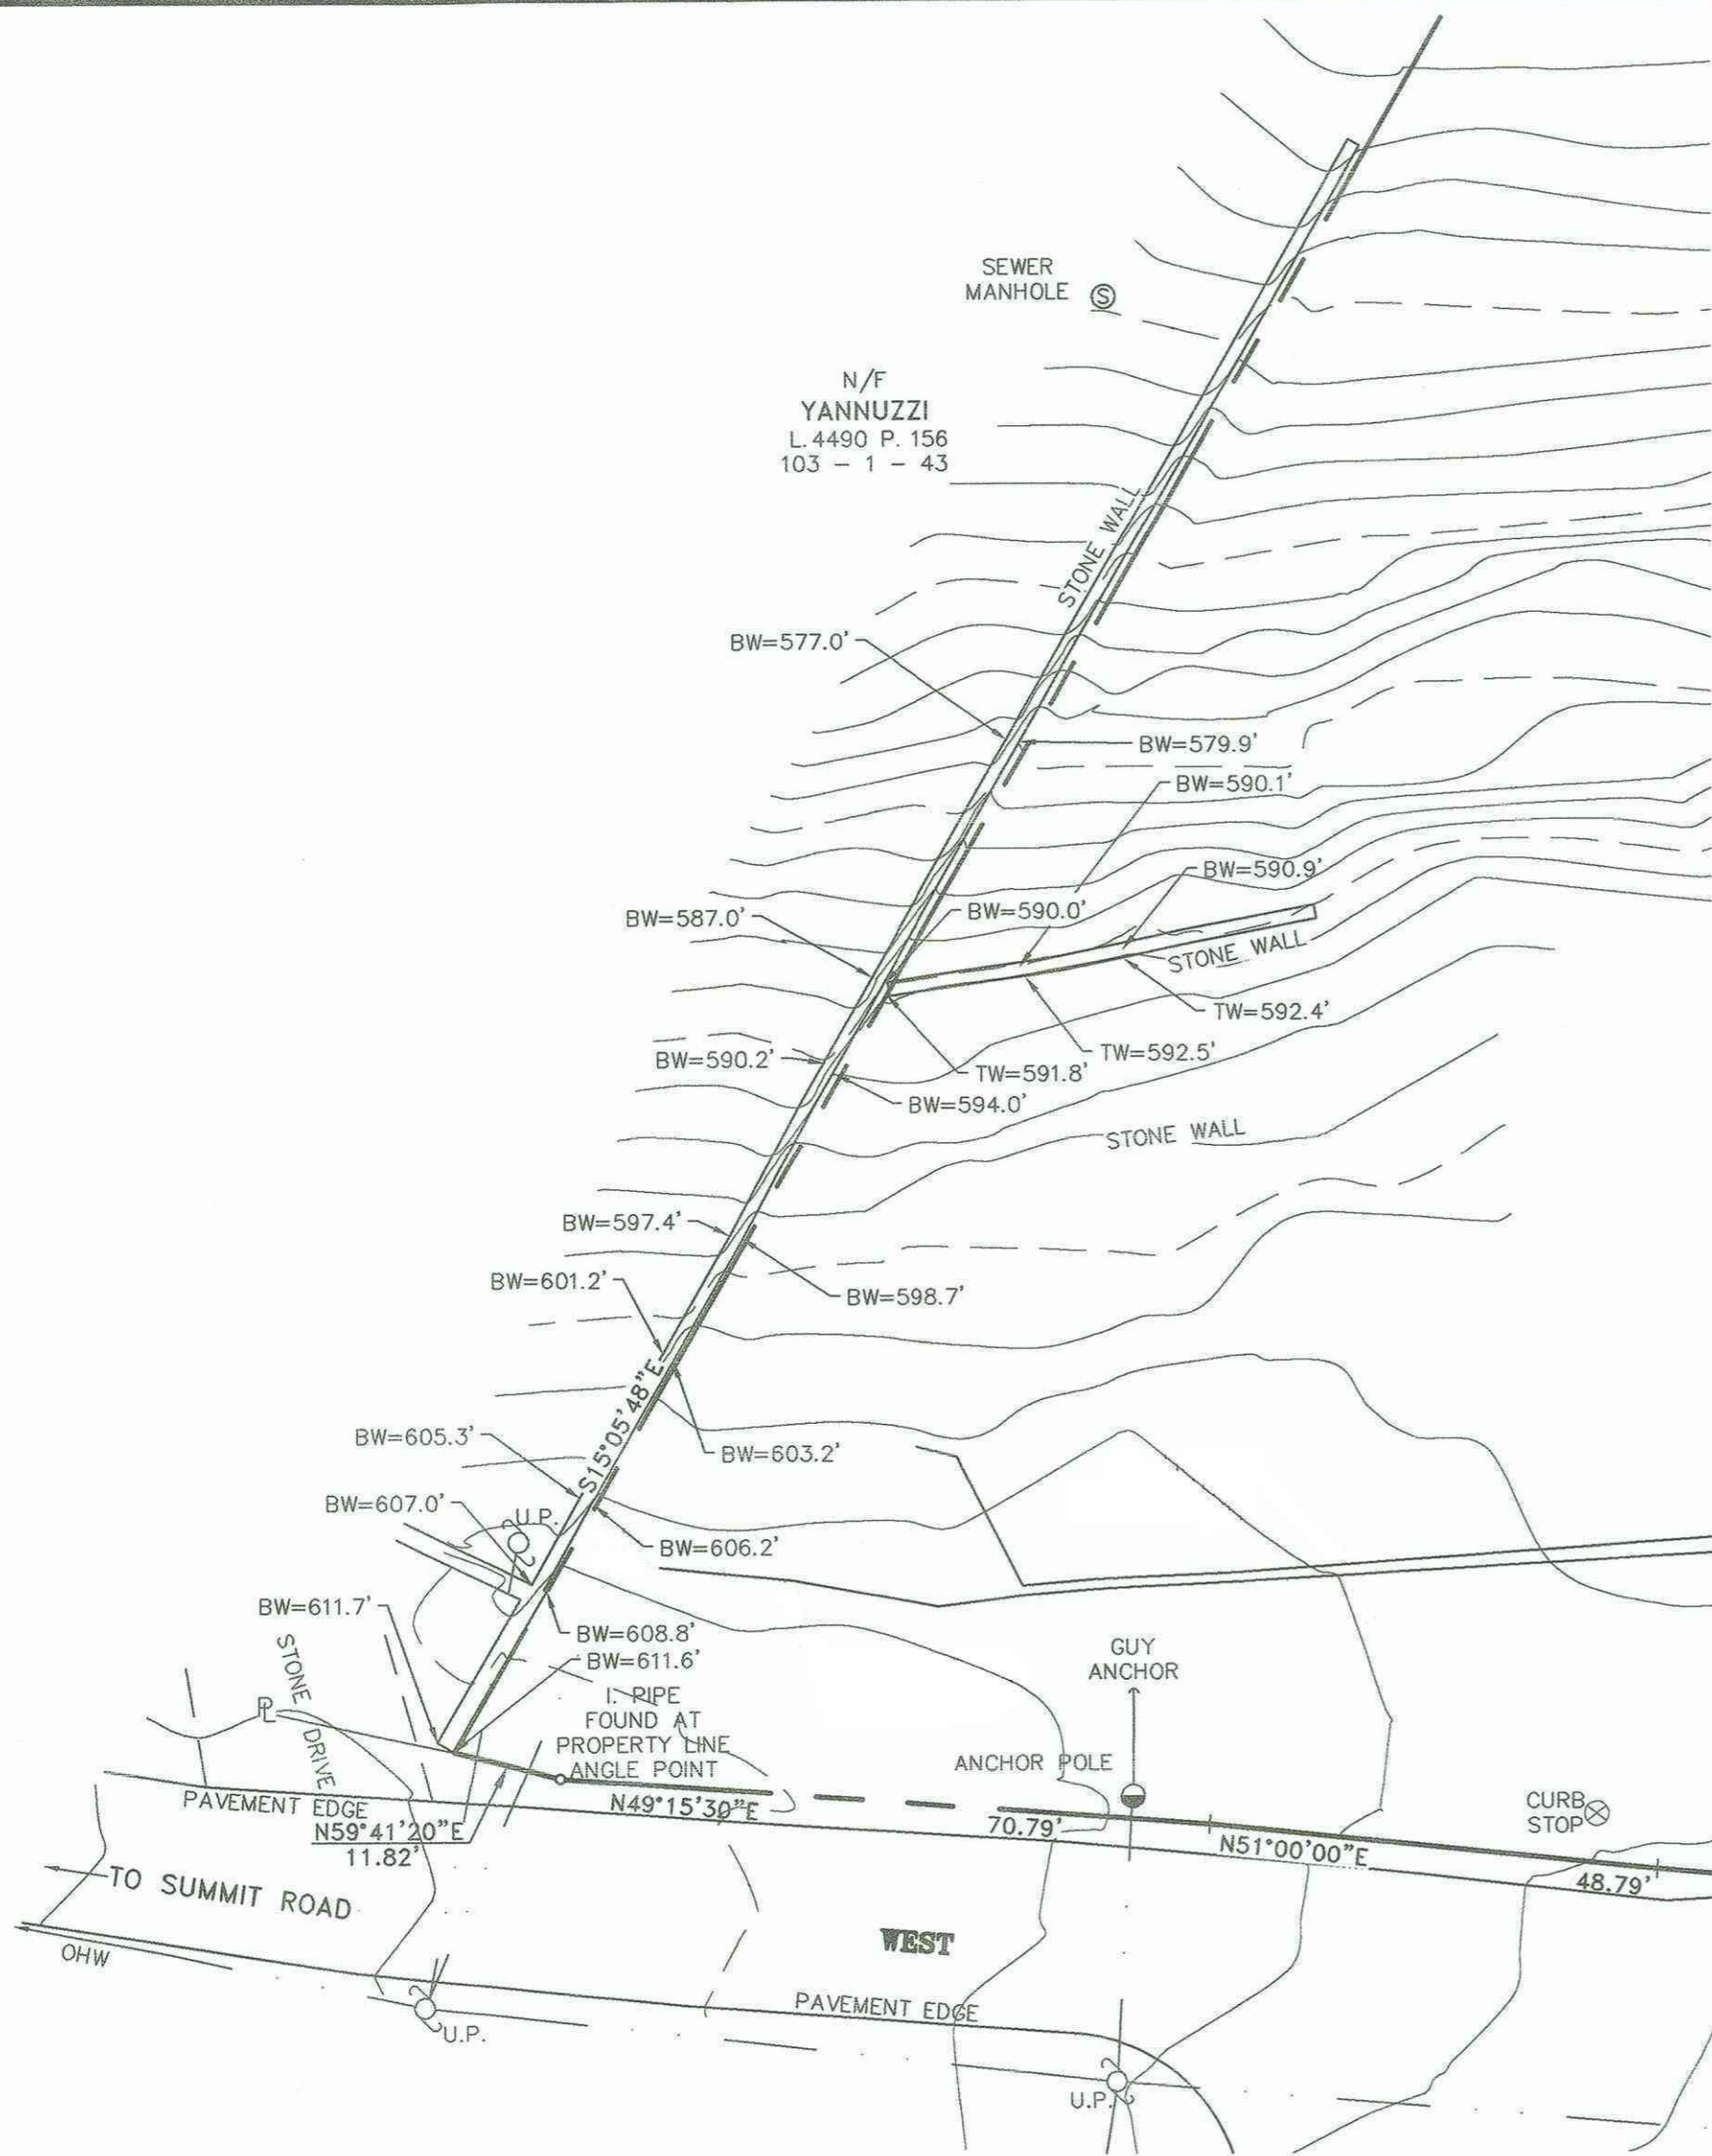 SEWER
MANHOLE Ⓢ
N/F
YANNUZZI
L. 4490 P. 156
103 - 1 - 43
STONE WALL
BW=577.0'
BW=579.9'
BW=590.1'
BW=590.9'
BW=587.0'
BW=590.0'
STONE WALL
TW=592.4'
TW=592.5'
BW=590.2'
TW=591.8'
BW=594.0'
STONE WALL
BW=597.4'
BW=601.2'
BW=598.7'
S15°05'48"E
BW=605.3'
BW=603.2'
BW=607.0'
U.P.
BW=606.2'
BW=611.7'
BW=608.8'
BW=611.6'
STONE DRIVE
GUY
ANCHOR
I. PIPE
FOUND AT
PROPERTY LINE
ANGLE POINT
PL
ANCHOR POLE
CURB
STOP
PAVEMENT EDGE
N49°15'30"E
70.79'
N59°41'20"E
11.82'
N51°00'00"E
48.79'
TO SUMMIT ROAD
WEST
OHW
PAVEMENT EDGE
U.P.
U.P.